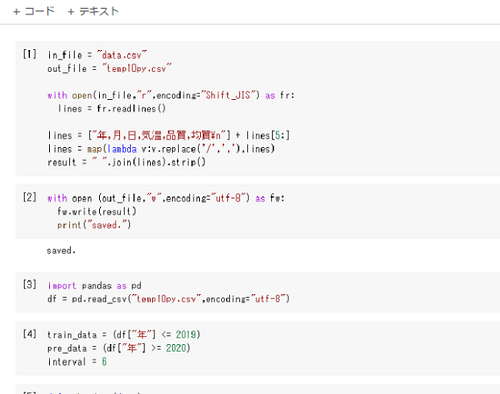 + コード + テキスト
[1] in_file = "data.csv"
out_file = "temp10py.csv"
with open(in_file,"r",encoding="Shift_JIS") as fr:
lines = fr.readlines()
lines = ["年,月,日,気温,品質,均質¥n"] + lines[5:]
lines = map(lambda v:v.replace('/',','),lines)
result = " ".join(lines).strip()
[2] with open (out_file,"w",encoding="utf-8") as fw:
fw.write(result)
print("saved.")
saved.
[3] import pandas as pd
df = pd.read_csv("temp10py.csv",encoding="utf-8")
[4] train_data = (df["年"] <= 2019)
pre_data = (df["年"] >= 2020)
interval = 6